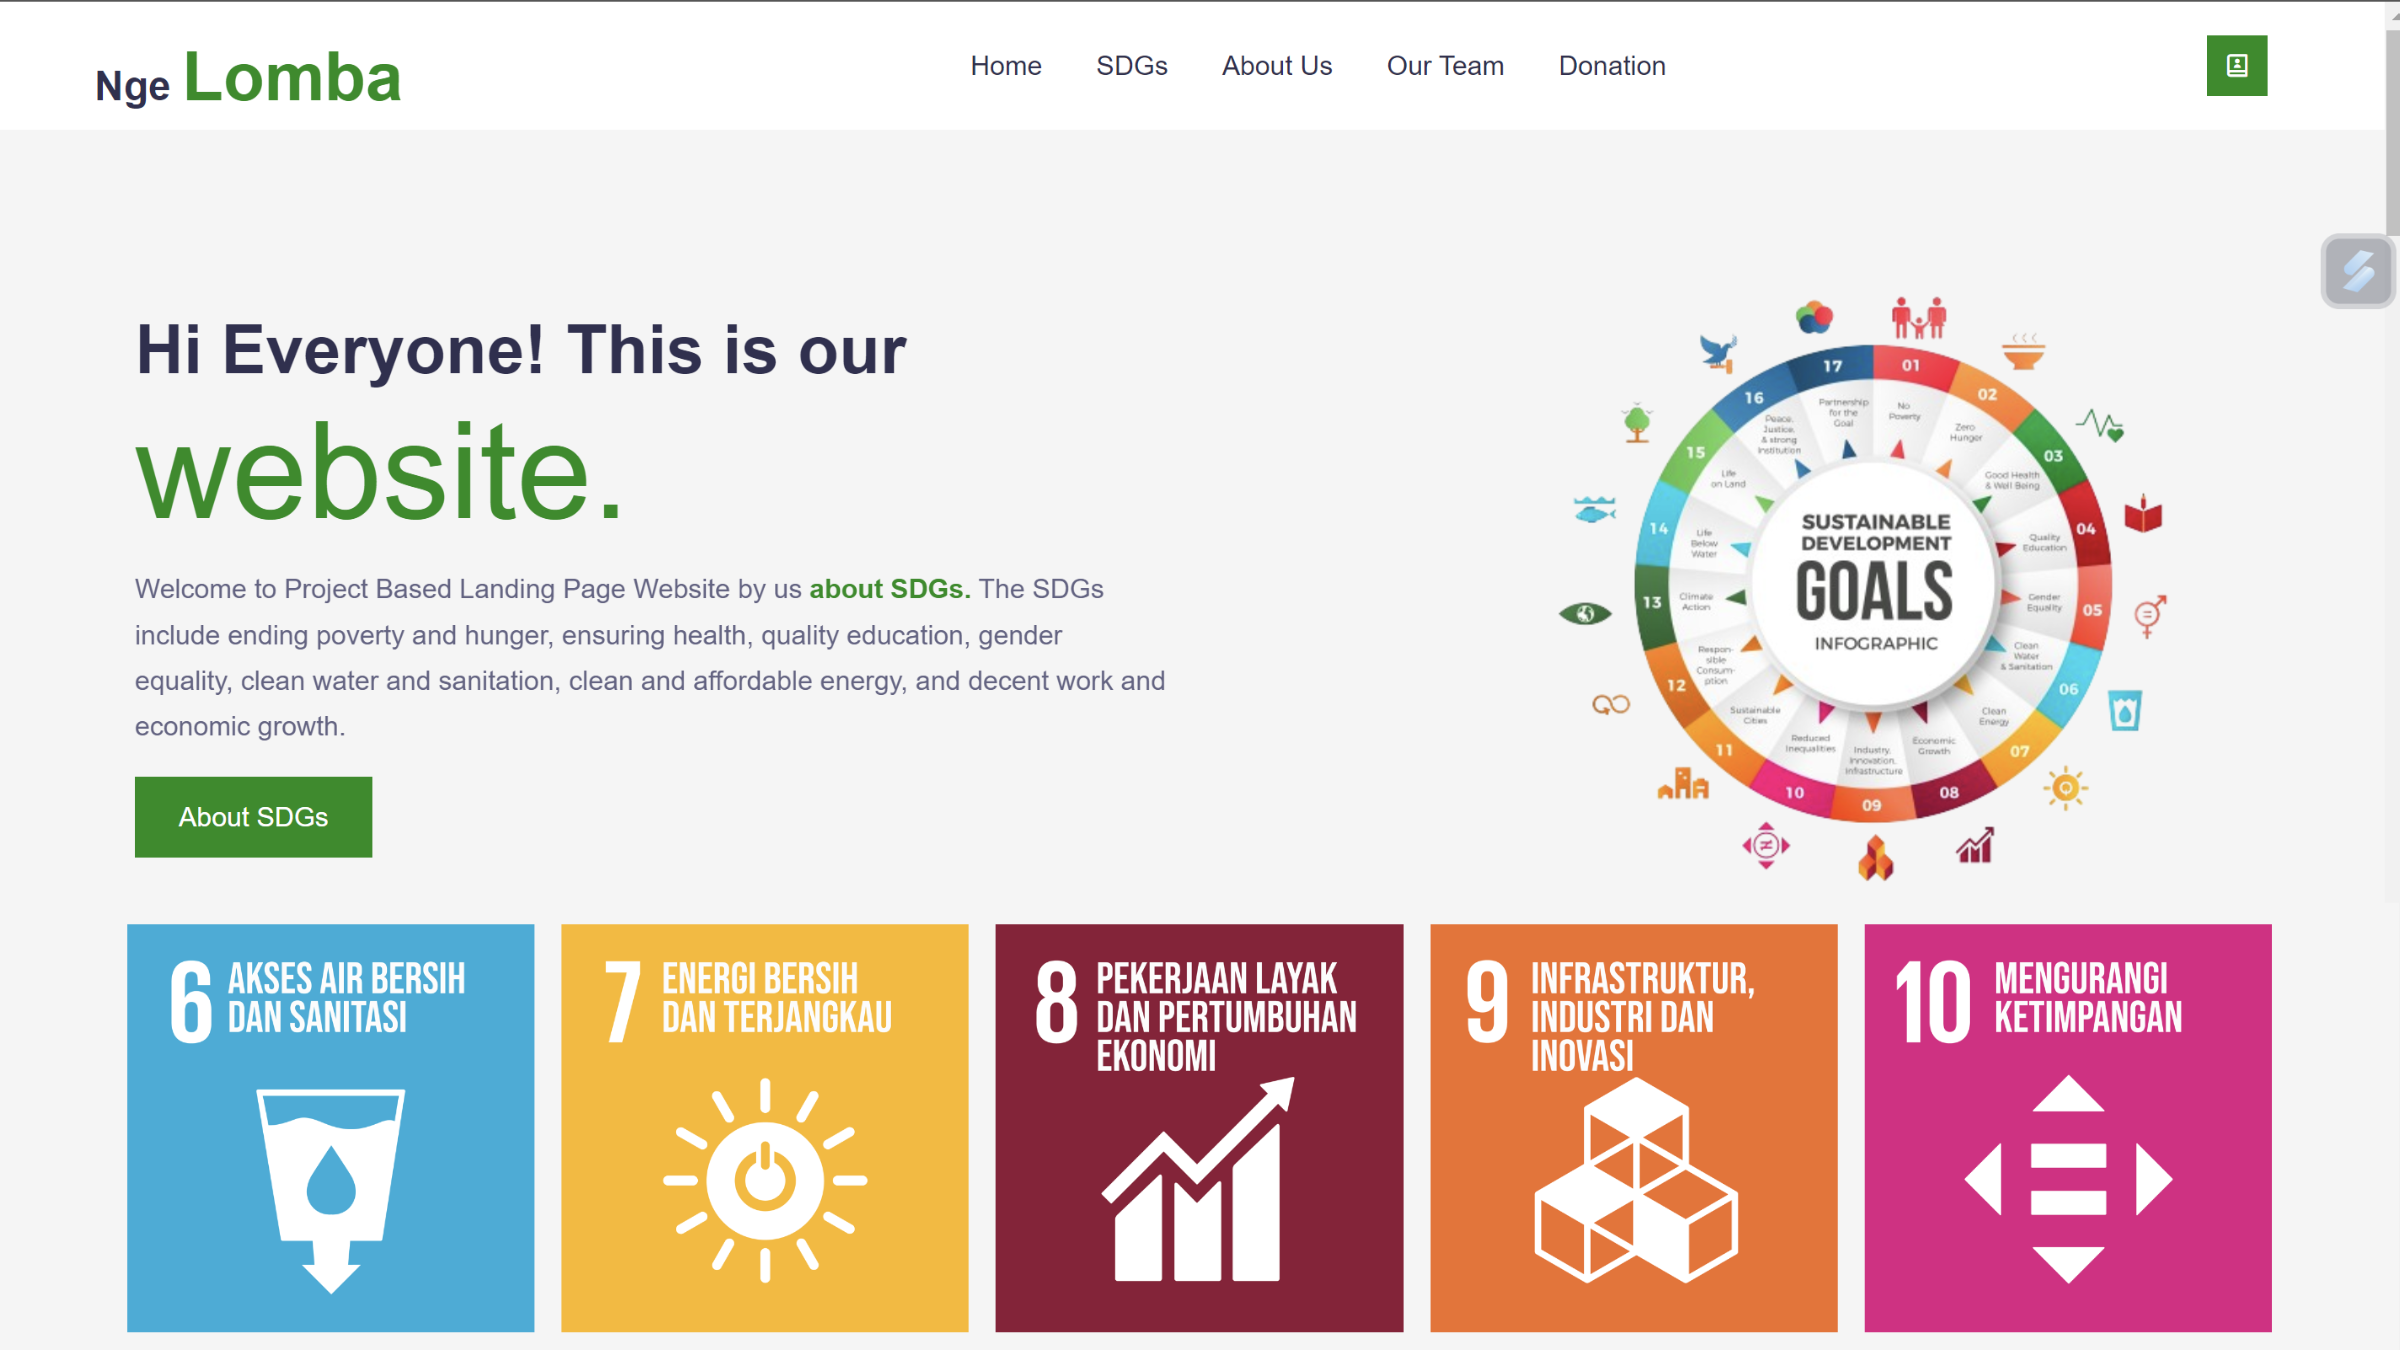 Nge Lomba
Home SDGs About Us Our Team Donation
Hi Everyone! This is our
website.
Welcome to Project Based Landing Page Website by us about SDGs. The SDGs
include ending poverty and hunger, ensuring health, quality education, gender
equality, clean water and sanitation, clean and affordable energy, and decent work and
economic growth.
About SDGs
SUSTAINABLE
DEVELOPMENT
GOALS
INFOGRAPHIC
01
No
Poverty
02
Zero
Hunger
03
Good Health
& Well Being
04
Quality
Education
05
Gender
Equality
06
Clean
Water
& Sanitation
07
Clean
Energy
08
Economic
Growth
09
Industry,
Innovation,
Infrastructure
10
Reduced
Inequalities
11
Sustainable
Cities
12
Respon-
sible
Consum-
ption
13
Climate
Action
14
Life
Below
Water
15
Life
on Land
16
Peace,
Justice,
& strong
Institution
17
Partnership
for the
Goal
6 AKSES AIR BERSIH
DAN SANITASI
7 ENERGI BERSIH
DAN TERJANGKAU
8 PEKERJAAN LAYAK
DAN PERTUMBUHAN
EKONOMI
9 INFRASTRUKTUR,
INDUSTRI DAN
INOVASI
10 MENGURANGI
KETIMPANGAN